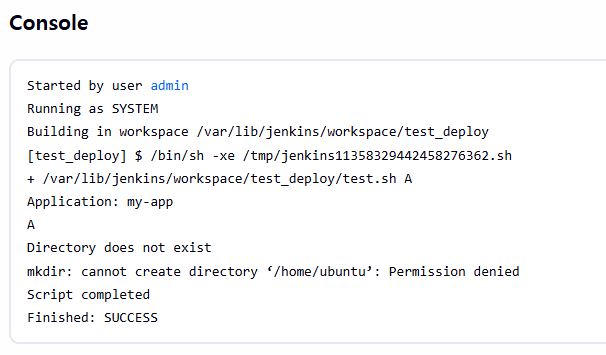 Console
Started by user admin
Running as SYSTEM
Building in workspace /var/lib/jenkins/workspace/test_deploy
[test_deploy] $ /bin/sh -xe /tmp/jenkins11358329442458276362.sh
+ /var/lib/jenkins/workspace/test_deploy/test.sh A
Application: my-app
A
Directory does not exist
mkdir: cannot create directory ‘/home/ubuntu’: Permission denied
Script completed
Finished: SUCCESS